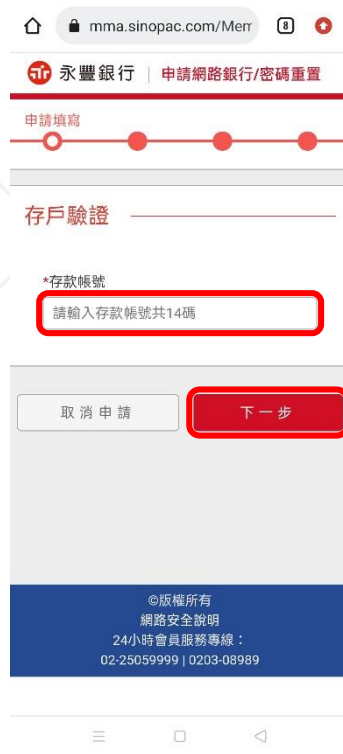 mma.sinopac.com/Mem
8
永豐銀行 | 申請網路銀行/密碼重置
申請填寫
存戶驗證
*存款帳號
請輸入存款帳號共14碼
取消申請
下一步
©版權所有
網路安全說明
24小時會員服務專線：
02-25059999 | 0203-08989